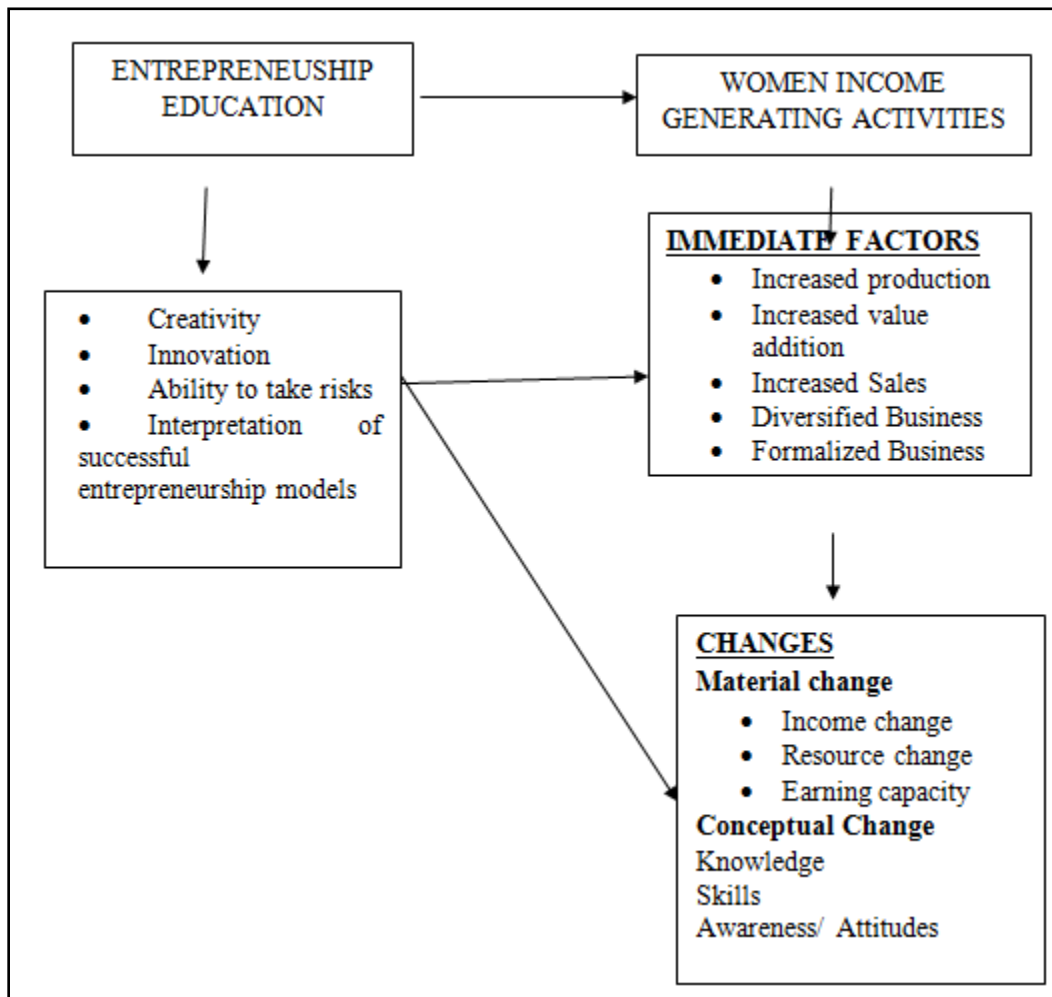 ENTREPRENEUSHIP
EDUCATION
WOMEN INCOME
GENERATING ACTIVITIES
• Creativity
• Innovation
• Ability to take risks
• Interpretation of
successful
entrepreneurship models
IMMEDIATE FACTORS
• Increased production
• Increased value
addition
• Increased Sales
• Diversified Business
• Formalized Business
CHANGES
Material change
• Income change
• Resource change
• Earning capacity
Conceptual Change
Knowledge
Skills
Awareness/ Attitudes